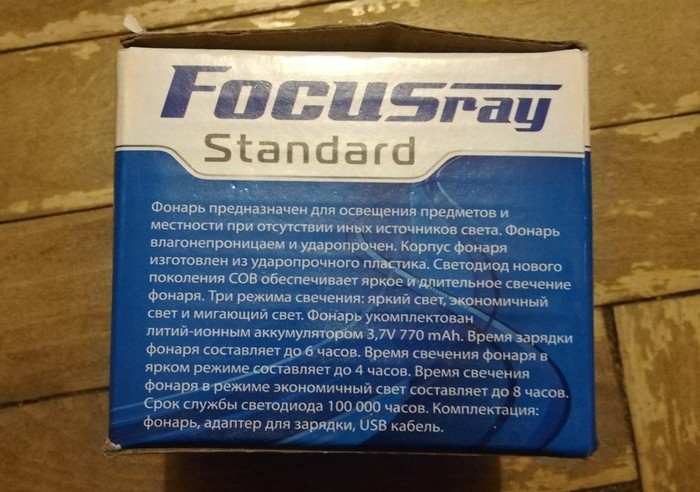 Focusray
Standard
Фонарь предназначен для освещения предметов и
местности при отсутствии иных источников света. Фонарь
влагонепроницаем и ударопрочен. Корпус фонаря
изготовлен из ударопрочного пластика. Светодиод нового
поколения COB обеспечивает яркое и длительное свечение
фонаря. Три режима свечения: яркий свет, экономичный
свет и мигающий свет. Фонарь укомплектован
литий-ионным аккумулятором 3,7V 770 mAh. Время зарядки
фонаря составляет до 6 часов. Время свечения фонаря в
ярком режиме составляет до 4 часов. Время свечения
фонаря в режиме экономичный свет составляет до 8 часов.
Срок службы светодиода 100 000 часов. Комплектация:
фонарь, адаптер для зарядки, USB кабель.